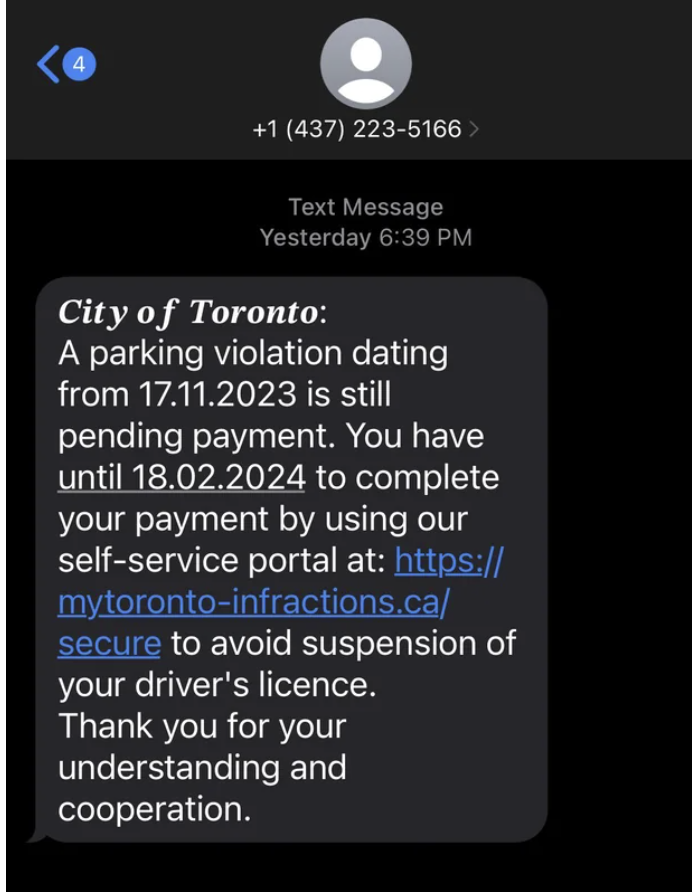 4
+1 (437) 223-5166 >
Text Message
Yesterday 6:39 PM
City of Toronto:
A parking violation dating
from 17.11.2023 is still
pending payment. You have
until 18.02.2024 to complete
your payment by using our
self-service portal at: https://
mytoronto-infractions.ca/
secure to avoid suspension of
your driver's licence.
Thank you for your
understanding and
cooperation.